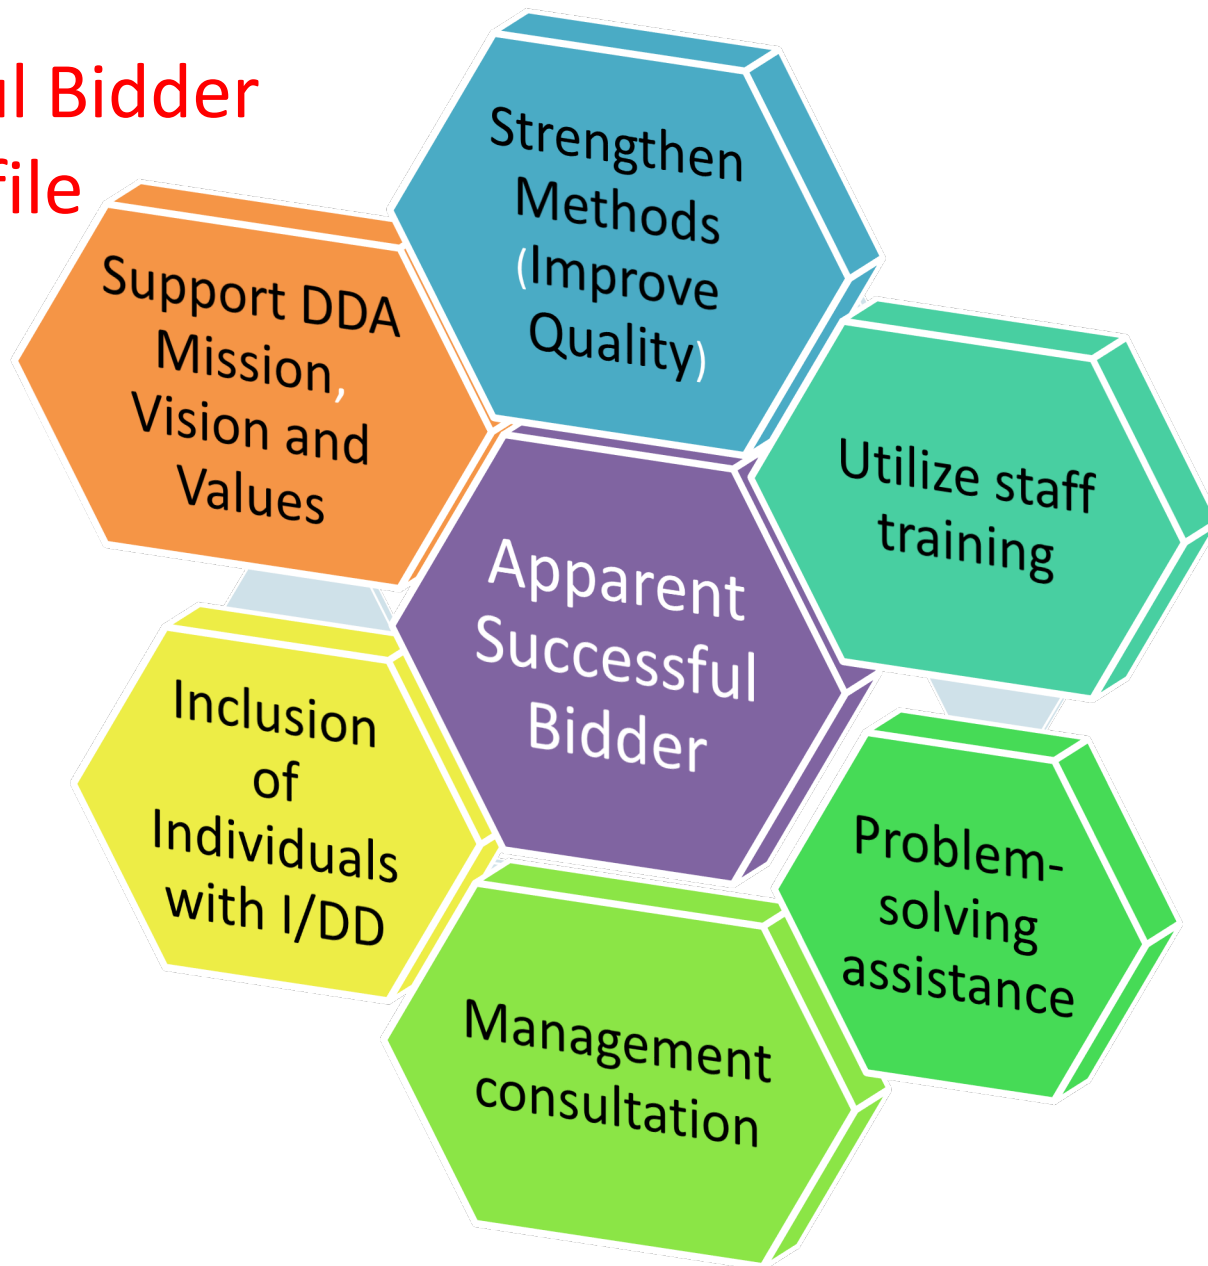 ul Bidder
file
Strengthen
Methods
(Improve
Quality)
Support DDA
Mission,
Vision and
Values
Utilize staff
training
Apparent
Successful
Bidder
Inclusion
of
Individuals
with I/DD
Problem-
solving
assistance
Management
consultation